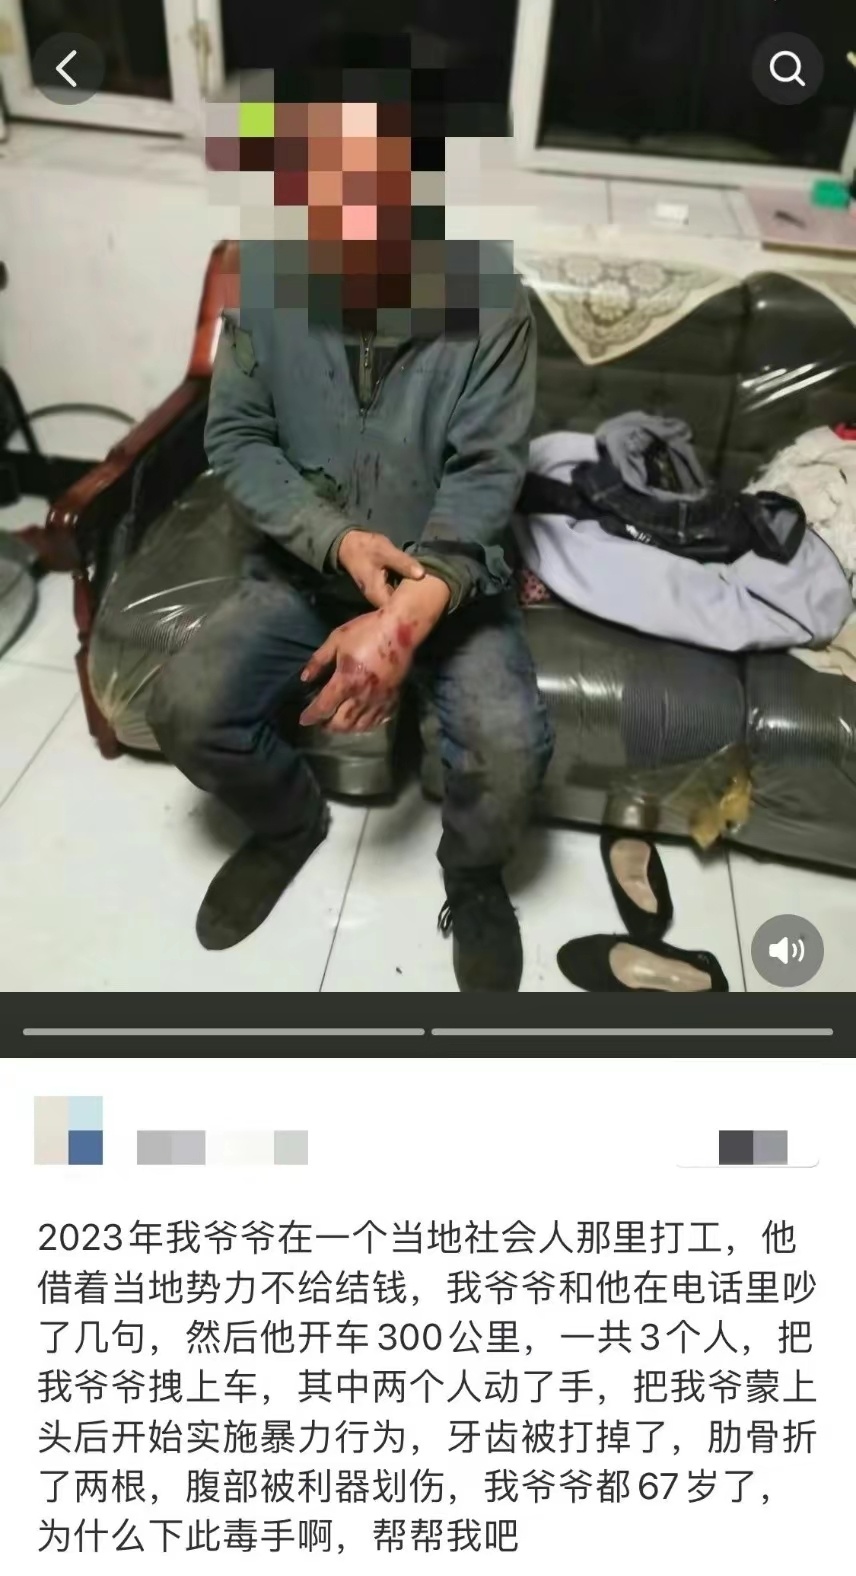 2023年我爷爷在一个当地社会人那里打工，他
借着当地势力不给结钱，我爷爷和他在电话里吵
了几句，然后他开车300公里，一共3个人，把
我爷爷拽上车，其中两个人动了手，把我爷蒙上
头后开始实施暴力行为，牙齿被打掉了，肋骨折
了两根，腹部被利器划伤，我爷爷都67岁了，
为什么下此毒手啊，帮帮我吧